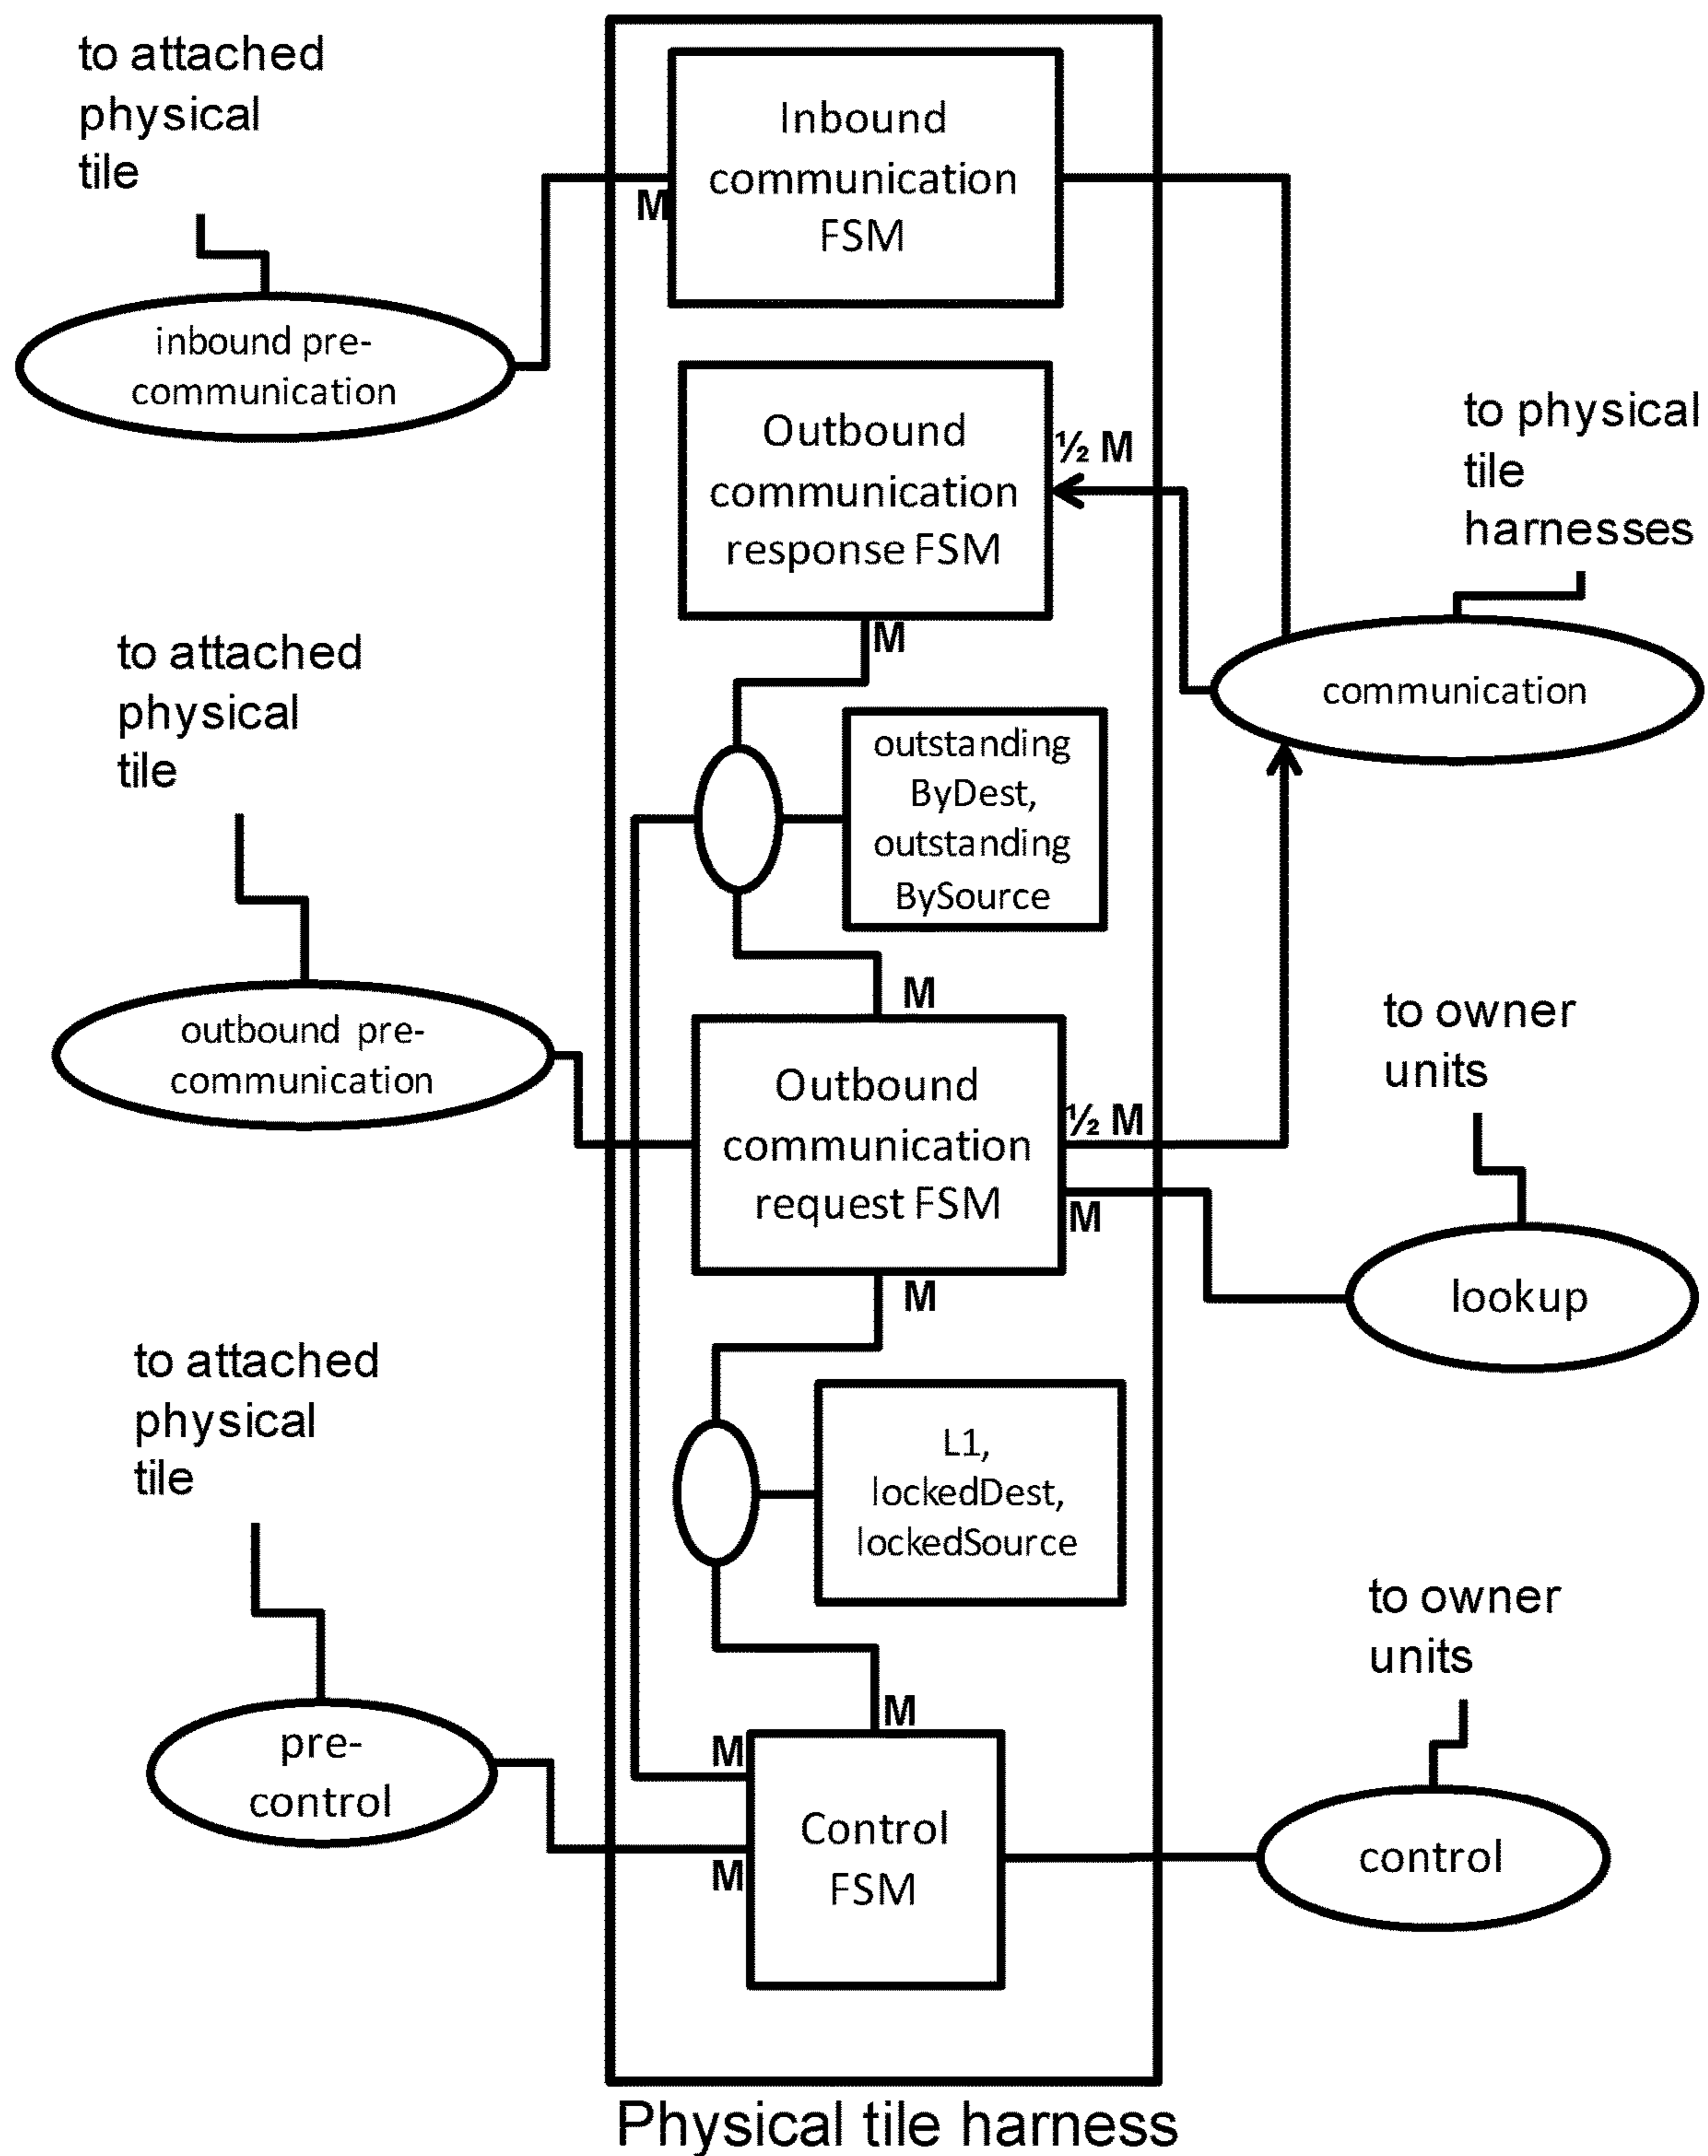 to attached
physical
tile
Inbound
communication
FSM
M
inbound pre-
communication
Outbound
communication
response FSM
½ M
M
to physical
tile
harnesses
communication
to attached
physical
tile
outstanding
ByDest,
outstanding
BySource
outbound pre-
communication
M
Outbound
communication
request FSM
½ M
M
M
to owner
units
lookup
to attached
physical
tile
L1,
lockedDest,
lockedSource
pre-
control
M
M
M
Control
FSM
to owner
units
control
Physical tile harness